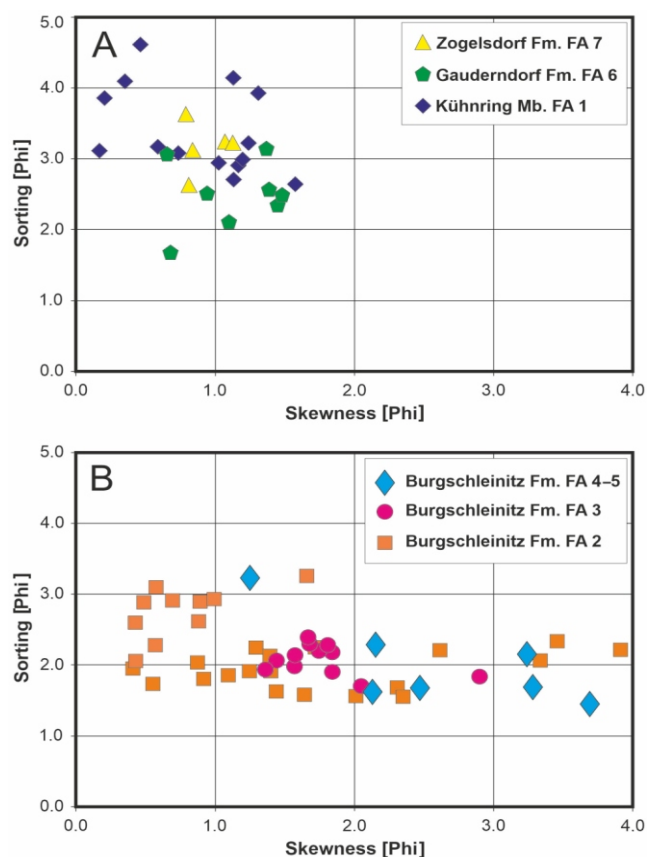 A
Zogelsdorf Fm. FA 7
Gauderndorf Fm. FA 6
Kühnring Mb. FA 1
5.0
4.0
3.0
2.0
1.0
0.0
Sorting [Phi]
0.0 1.0 2.0 3.0 4.0
Skewness [Phi]
B
Burgschleinitz Fm. FA 4–5
Burgschleinitz Fm. FA 3
Burgschleinitz Fm. FA 2
5.0
4.0
3.0
2.0
1.0
0.0
Sorting [Phi]
0.0 1.0 2.0 3.0 4.0
Skewness [Phi]